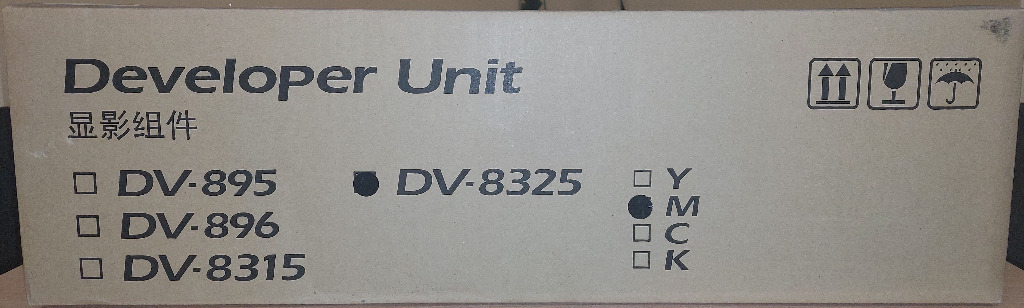 Developer Unit
显影组件
DV-895
DV-896
DV-8315
DV-8325
Y
M
C
K